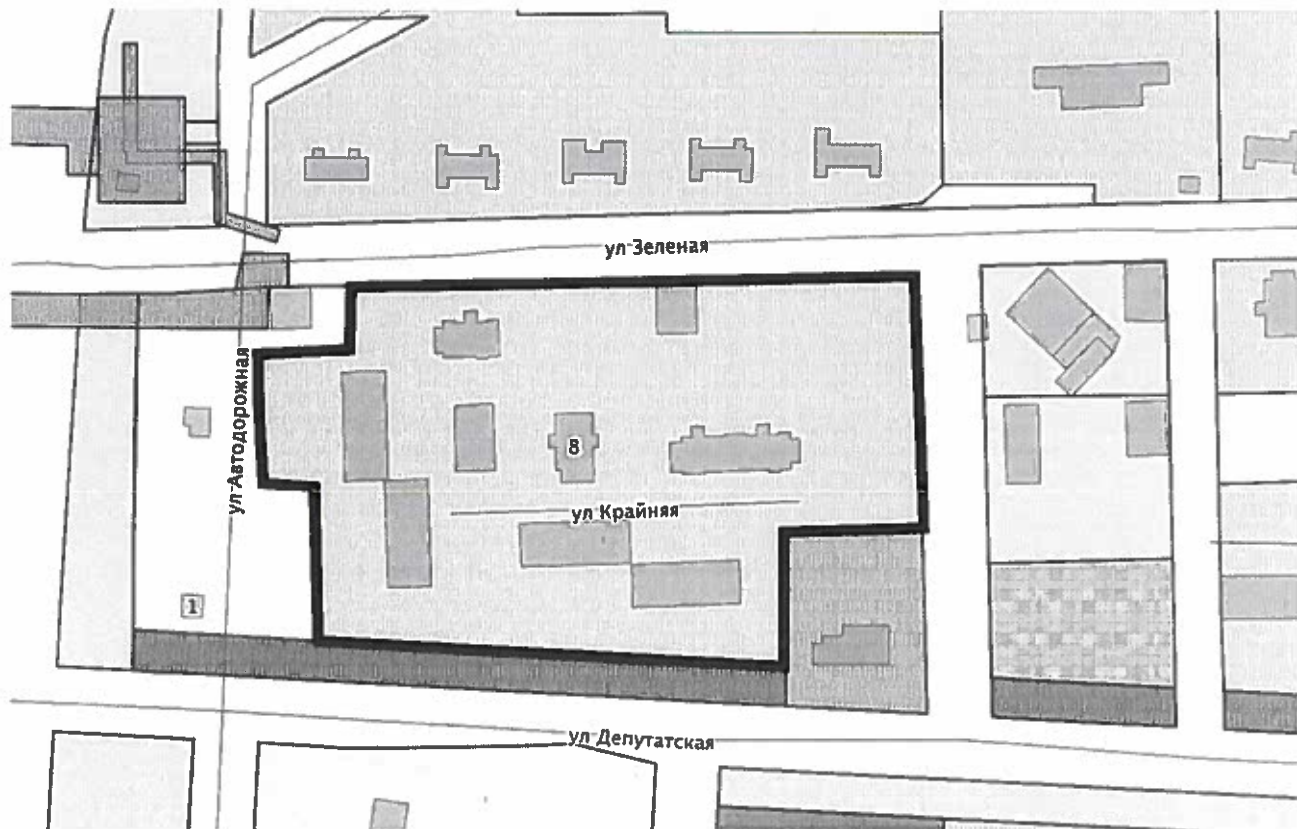 ул Зеленая
ул Автодорожная
8
ул Крайняя
1
ул Депутатская